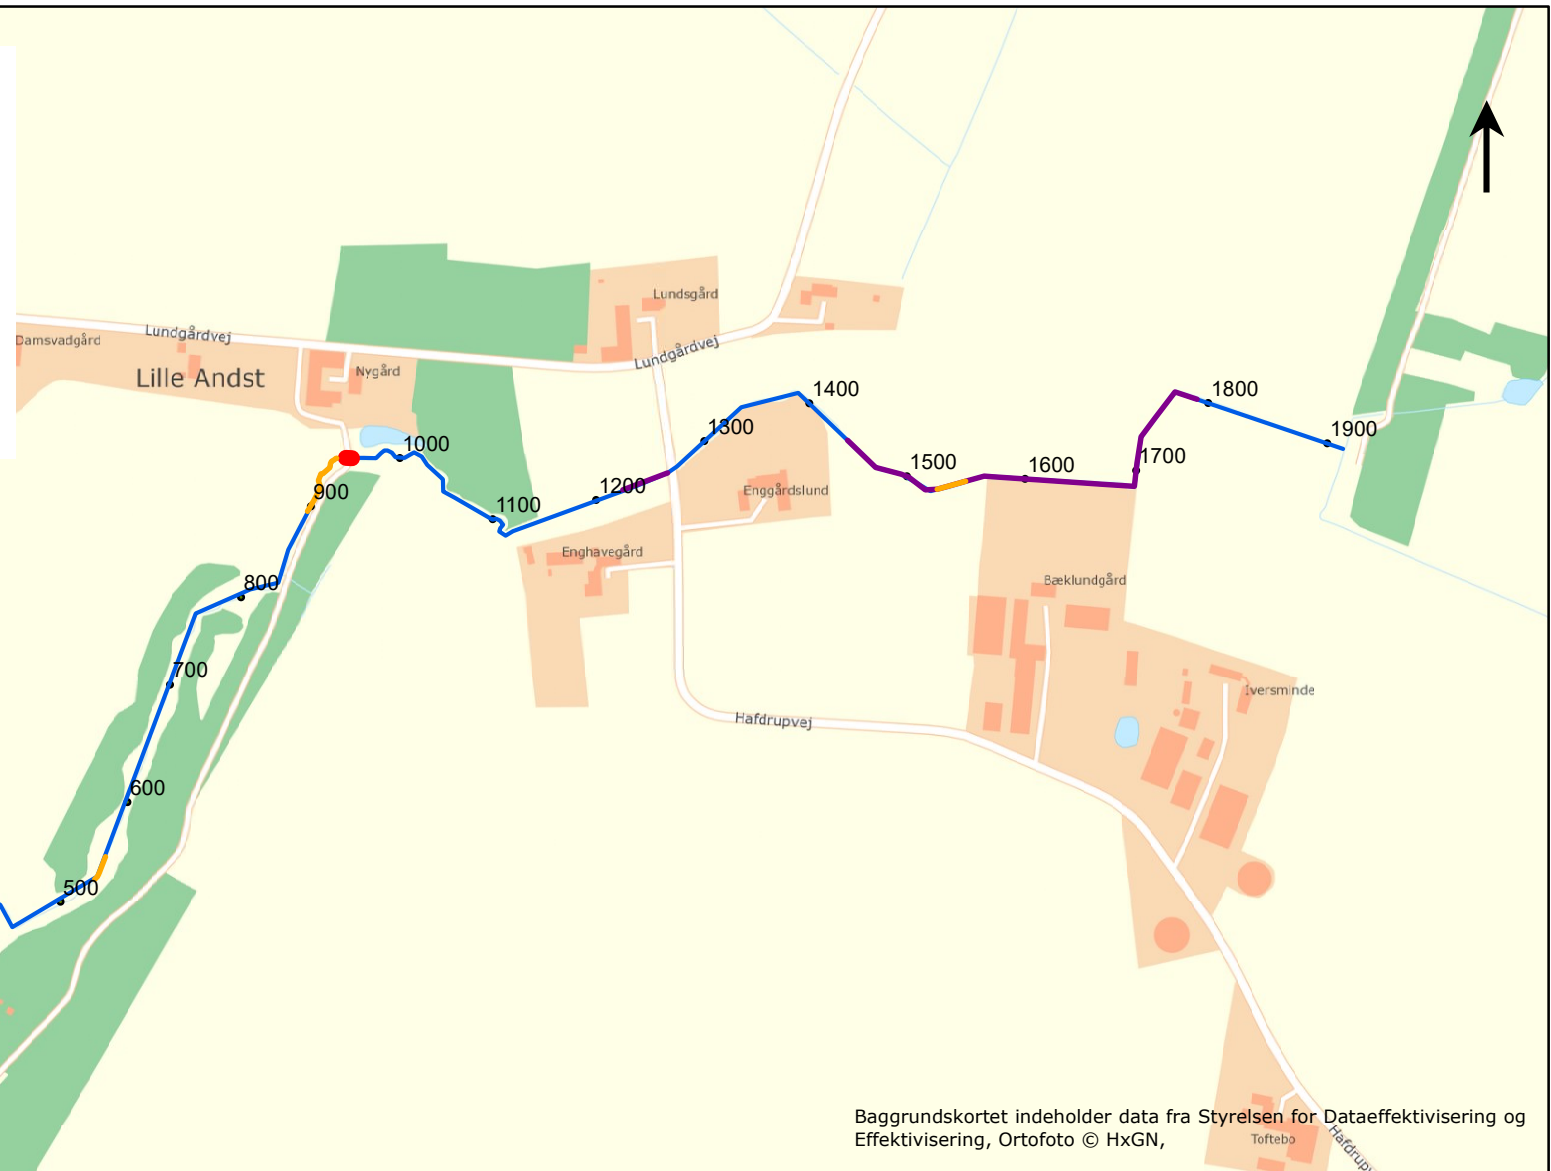 Lundsgård
Lundgårdvej
Damsvadgård
Lundgårdvej
Nygård
Lille Andst
1400
1800
1300
1900
1000
1500
1600
1700
1200
900
1100
Enggårdslund
Enghavegård
800
Bæklundgård
700
Iversminde
Hafdrupvej
600
500
Baggrundskortet indeholder data fra Styrelsen for Dataeffektivisering og
Effektivisering, Ortofoto © HxGN,
Toftebo